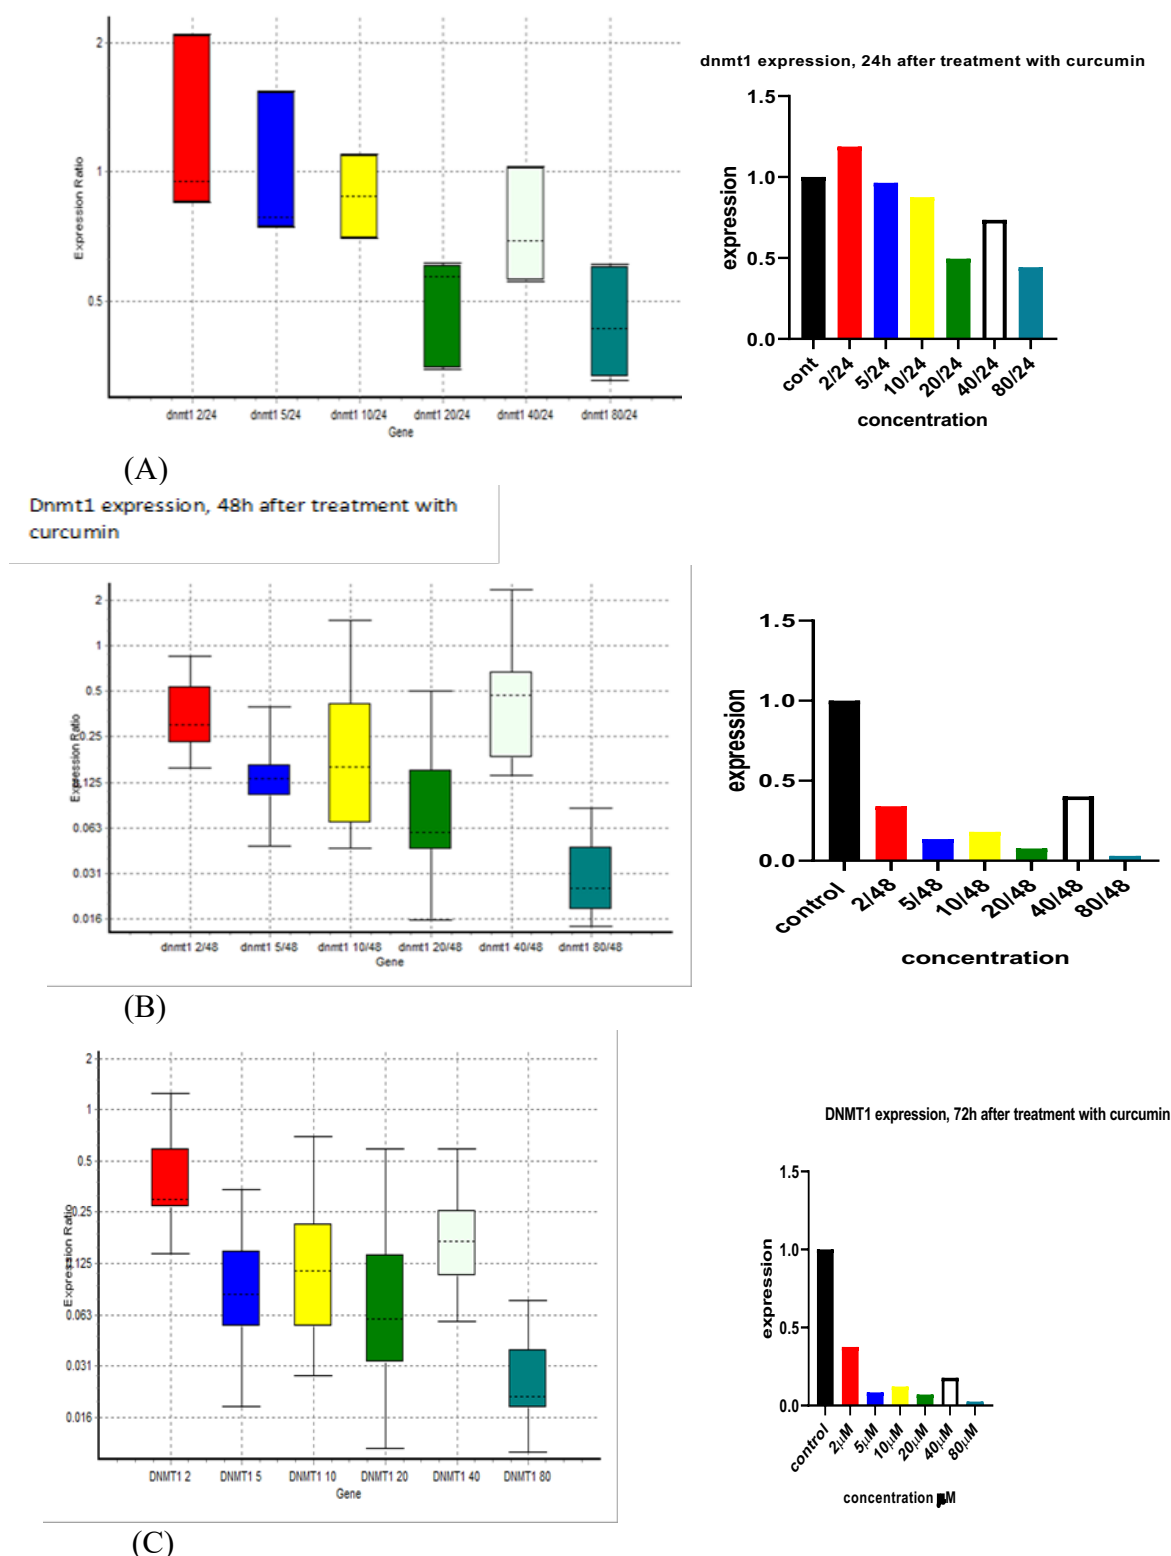 2
1
0.5
Expression Ratio
dnmt1 2/24
dnmt1 5/24
dnmt1 10/24
dnmt1 20/24
dnmt1 40/24
dnmt1 80/24
Gene
dnmt1 expression, 24h after treatment with curcumin
1.5
1.0
0.5
0.0
expression
cont
2/24
5/24
10/24
20/24
40/24
80/24
concentration
(A)
Dnmt1 expression, 48h after treatment with
curcumin
2
1
0.5
0.25
0.125
0.063
0.031
0.016
Expression Ratio
dnmt1 2/48
dnmt1 5/48
dnmt1 10/48
dnmt1 20/48
dnmt1 40/48
dnmt1 80/48
Gene
1.5
1.0
0.5
0.0
expression
control
2/48
5/48
10/48
20/48
40/48
80/48
concentration
(B)
2
1
0.5
0.25
0.125
0.063
0.031
0.016
Expression Ratio
DNMT1 2
DNMT1 5
DNMT1 10
DNMT1 20
DNMT1 40
DNMT1 80
Gene
DNMT1 expression, 72h after treatment with curcumin
1.5
1.0
0.5
0.0
expression
control
2μM
5μM
10μM
20μM
40μM
80μM
concentration μM
(C)